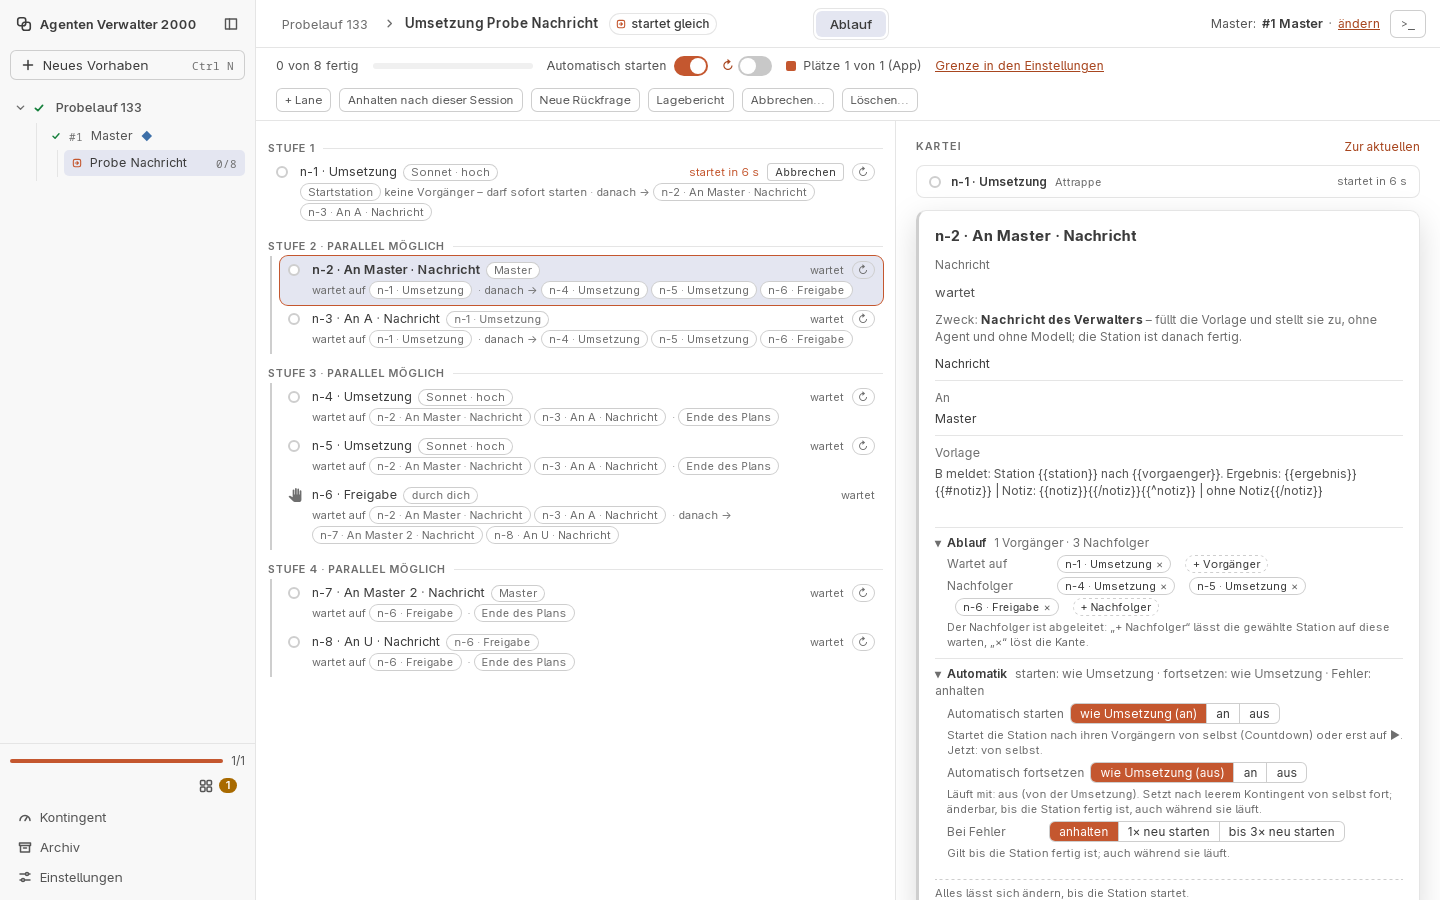 Agenten Verwalter 2000
Neues Vorhaben Ctrl N
Probelauf 133
#1 Master
Probe Nachricht 0/8
1/1
1
Kontingent
Archiv
Einstellungen
Probelauf 133 > Umsetzung Probe Nachricht startet gleich
Ablauf
Master: #1 Master · ändern >_
0 von 8 fertig Automatisch starten Plätze 1 von 1 (App) Grenze in den Einstellungen
+ Lane Anhalten nach dieser Session Neue Rückfrage Lagebericht Abbrechen… Löschen…
STUFE 1
n-1 · Umsetzung Sonnet · hoch startet in 6 s Abbrechen
Startstation keine Vorgänger – darf sofort starten · danach → n-2 · An Master · Nachricht
n-3 · An A · Nachricht
STUFE 2 · PARALLEL MÖGLICH
n-2 · An Master · Nachricht Master wartet
wartet auf n-1 · Umsetzung · danach → n-4 · Umsetzung n-5 · Umsetzung n-6 · Freigabe
n-3 · An A · Nachricht n-1 · Umsetzung wartet
wartet auf n-1 · Umsetzung · danach → n-4 · Umsetzung n-5 · Umsetzung n-6 · Freigabe
STUFE 3 · PARALLEL MÖGLICH
n-4 · Umsetzung Sonnet · hoch wartet
wartet auf n-2 · An Master · Nachricht n-3 · An A · Nachricht · Ende des Plans
n-5 · Umsetzung Sonnet · hoch wartet
wartet auf n-2 · An Master · Nachricht n-3 · An A · Nachricht · Ende des Plans
n-6 · Freigabe durch dich wartet
wartet auf n-2 · An Master · Nachricht n-3 · An A · Nachricht · danach →
n-7 · An Master 2 · Nachricht n-8 · An U · Nachricht
STUFE 4 · PARALLEL MÖGLICH
n-7 · An Master 2 · Nachricht Master wartet
wartet auf n-6 · Freigabe · Ende des Plans
n-8 · An U · Nachricht n-6 · Freigabe wartet
wartet auf n-6 · Freigabe · Ende des Plans
KARTEI Zur aktuellen
n-1 · Umsetzung Attrappe startet in 6 s
n-2 · An Master · Nachricht
Nachricht
wartet
Zweck: Nachricht des Verwalters – füllt die Vorlage und stellt sie zu, ohne
Agent und ohne Modell; die Station ist danach fertig.
Nachricht
An
Master
Vorlage
B meldet: Station {{station}} nach {{vorgaenger}}. Ergebnis: {{ergebnis}}
{{#notiz}} | Notiz: {{notiz}}{{/notiz}}{{^notiz}} | ohne Notiz{{/notiz}}
▾ Ablauf 1 Vorgänger · 3 Nachfolger
Wartet auf n-1 · Umsetzung × + Vorgänger
Nachfolger n-4 · Umsetzung × n-5 · Umsetzung ×
n-6 · Freigabe × + Nachfolger
Der Nachfolger ist abgeleitet: „+ Nachfolger“ lässt die gewählte Station auf diese
warten, „×“ löst die Kante.
▾ Automatik starten: wie Umsetzung · fortsetzen: wie Umsetzung · Fehler:
anhalten
Automatisch starten wie Umsetzung (an) an aus
Startet die Station nach ihren Vorgängern von selbst (Countdown) oder erst auf ▶.
Jetzt: von selbst.
Automatisch fortsetzen wie Umsetzung (aus) an aus
Läuft mit: aus (von der Umsetzung). Setzt nach leerem Kontingent von selbst fort;
änderbar, bis die Station fertig ist, auch während sie läuft.
Bei Fehler anhalten 1× neu starten bis 3× neu starten
Gilt bis die Station fertig ist; auch während sie läuft.
Alles lässt sich ändern, bis die Station startet.